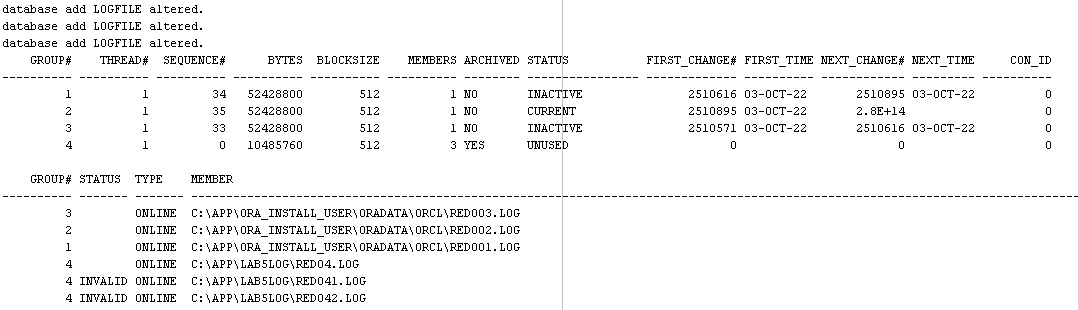 database add LOGFILE altered.
database add LOGFILE altered.
database add LOGFILE altered.
GROUP# THREAD# SEQUENCE# BYTES BLOCKSIZE MEMBERS ARCHIVED STATUS FIRST_CHANGE# FIRST_TIME NEXT_CHANGE# NEXT_TIME CON_ID
1 1 34 52428800 512 1 NO INACTIVE 2510616 03-OCT-22 2510895 03-OCT-22 0
2 1 35 52428800 512 1 NO CURRENT 2510895 03-OCT-22 2.8E+14 0
3 1 33 52428800 512 1 NO INACTIVE 2510571 03-OCT-22 2510616 03-OCT-22 0
4 1 0 10485760 512 3 YES UNUSED 0 0 0
GROUP# STATUS TYPE MEMBER
3 ONLINE C:\APP\ORA_INSTALL_USER\ORADATA\ORCL\REDO03.LOG
2 ONLINE C:\APP\ORA_INSTALL_USER\ORADATA\ORCL\REDO02.LOG
1 ONLINE C:\APP\ORA_INSTALL_USER\ORADATA\ORCL\REDO01.LOG
4 ONLINE C:\APP\LAB5LOG\REDO4.LOG
4 INVALID ONLINE C:\APP\LAB5LOG\REDO41.LOG
4 INVALID ONLINE C:\APP\LAB5LOG\REDO42.LOG